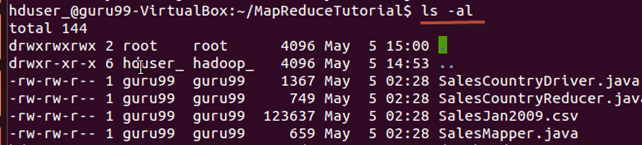 hduser_@guru99-VirtualBox:~/MapReduceTutorial$ ls -al
total 144
drwxrwxrwx 2 root root 4096 May 5 15:00 .
drwxr-xr-x 6 hduser_ hadoop_ 4096 May 5 14:53 ..
-rw-rw-r-- 1 guru99 guru99 1367 May 5 02:28 SalesCountryDriver.java
-rw-rw-r-- 1 guru99 guru99 749 May 5 02:28 SalesCountryReducer.java
-rw-rw-r-- 1 guru99 guru99 123637 May 5 02:28 SalesJan2009.csv
-rw-rw-r-- 1 guru99 guru99 659 May 5 02:28 SalesMapper.java